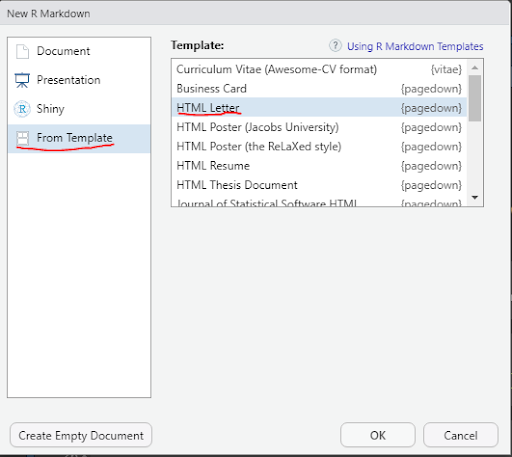 New R Markdown
Document
Presentation
Shiny
From Template
Template:
Using R Markdown Templates
Curriculum Vitae (Awesome-CV format) {vitae}
Business Card {pagedown}
HTML Letter {pagedown}
HTML Poster (Jacobs University) {pagedown}
HTML Poster (the ReLaXed style) {pagedown}
HTML Resume {pagedown}
HTML Thesis Document {pagedown}
Journal of Statistical Software HTML {pagedown}
Create Empty Document
OK
Cancel